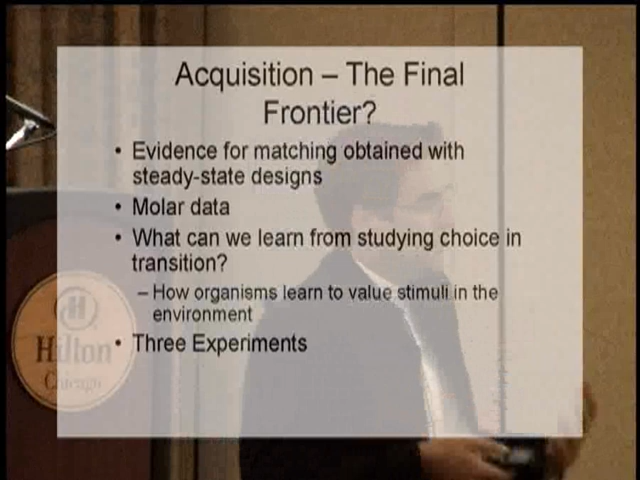 Acquisition – The Final
Frontier?
• Evidence for matching obtained with
steady-state designs
• Molar data
• What can we learn from studying choice in
transition?
– How organisms learn to value stimuli in the
environment
• Three Experiments
H
Hilton
Chicago